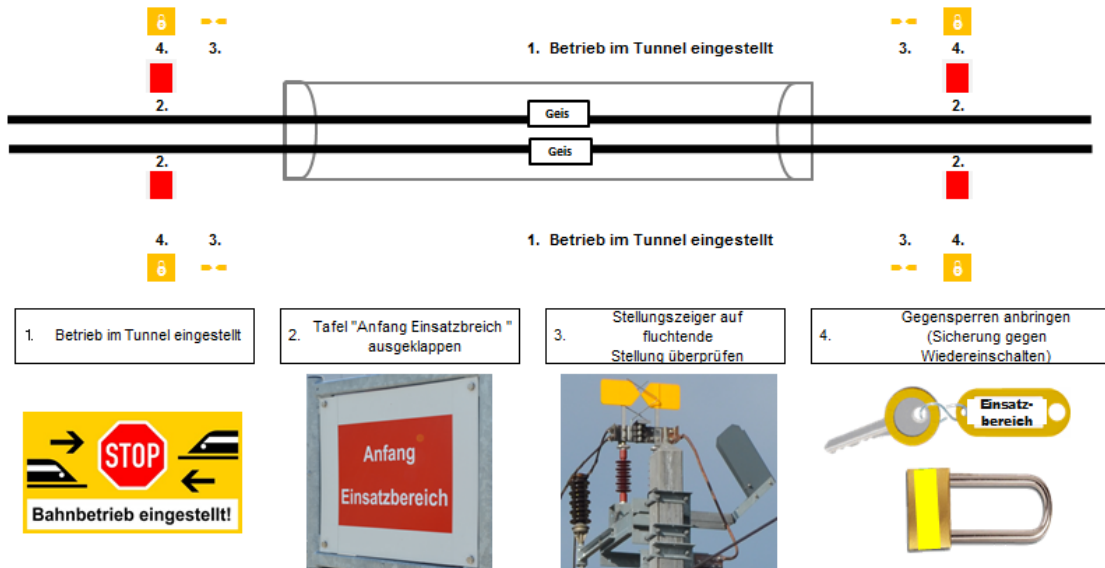 4. 3.
1. Betrieb im Tunnel eingestellt
3. 4.
2.
2.
Geis
Geis
2.
2.
4. 3.
1. Betrieb im Tunnel eingestellt
3. 4.
1. Betrieb im Tunnel eingestellt
2. Tafel "Anfang Einsatzbreich "
ausgeklappen
3. Stellungszeiger auf
fluchtende
Stellung überprüfen
4. Gegensperren anbringen
(Sicherung gegen
Wiedereinschalten)
STOP
Bahnbetrieb eingestellt!
Anfang
Einsatzbereich
Einsatz-
bereich